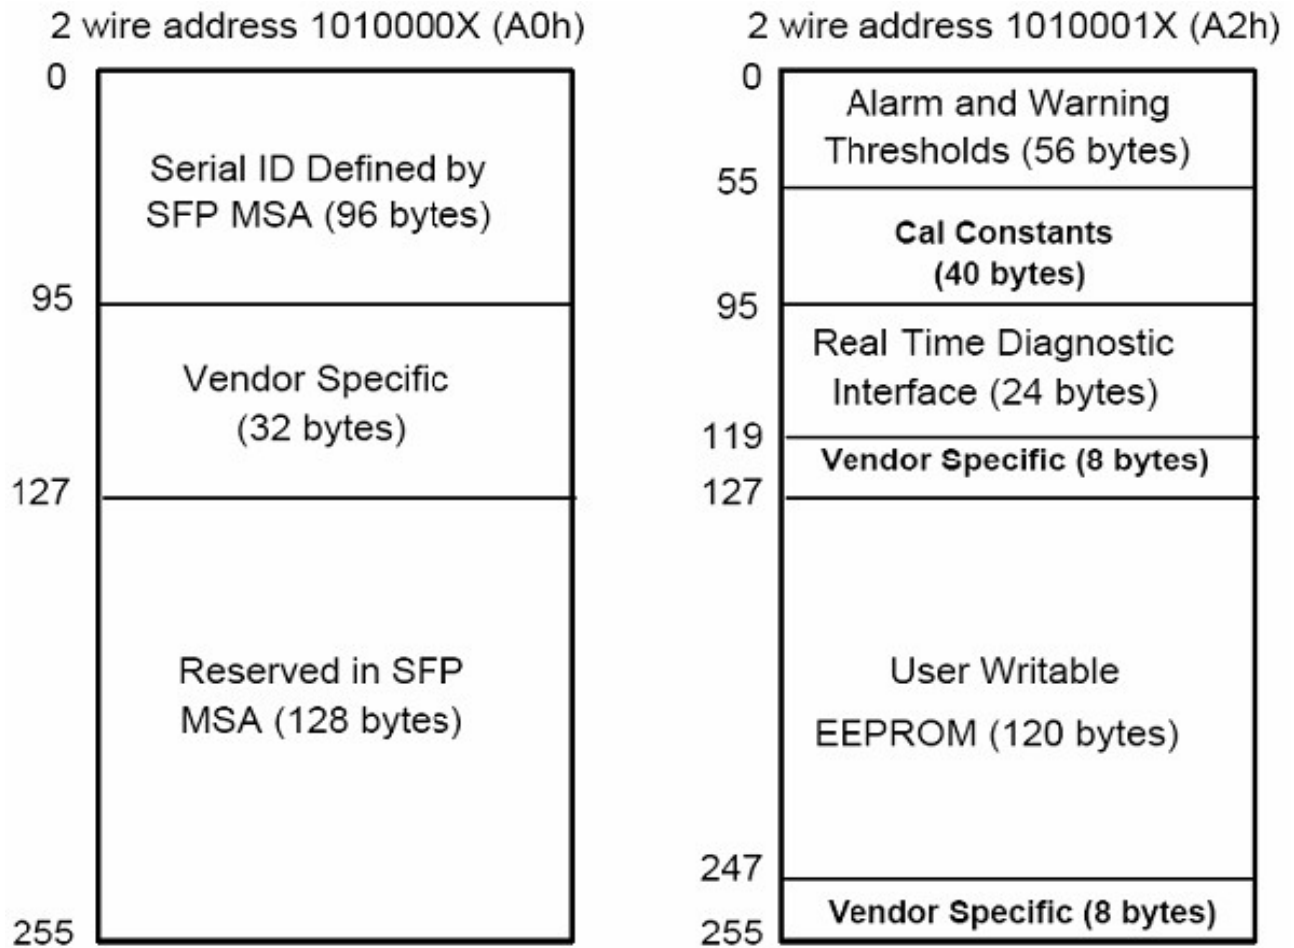 2 wire address 1010000X (A0h)
0
Serial ID Defined by
SFP MSA (96 bytes)
95
Vendor Specific
(32 bytes)
127
Reserved in SFP
MSA (128 bytes)
255
2 wire address 1010001X (A2h)
0
Alarm and Warning
Thresholds (56 bytes)
55
Cal Constants
(40 bytes)
95
Real Time Diagnostic
Interface (24 bytes)
119
Vendor Specific (8 bytes)
127
User Writable
EEPROM (120 bytes)
247
Vendor Specific (8 bytes)
255